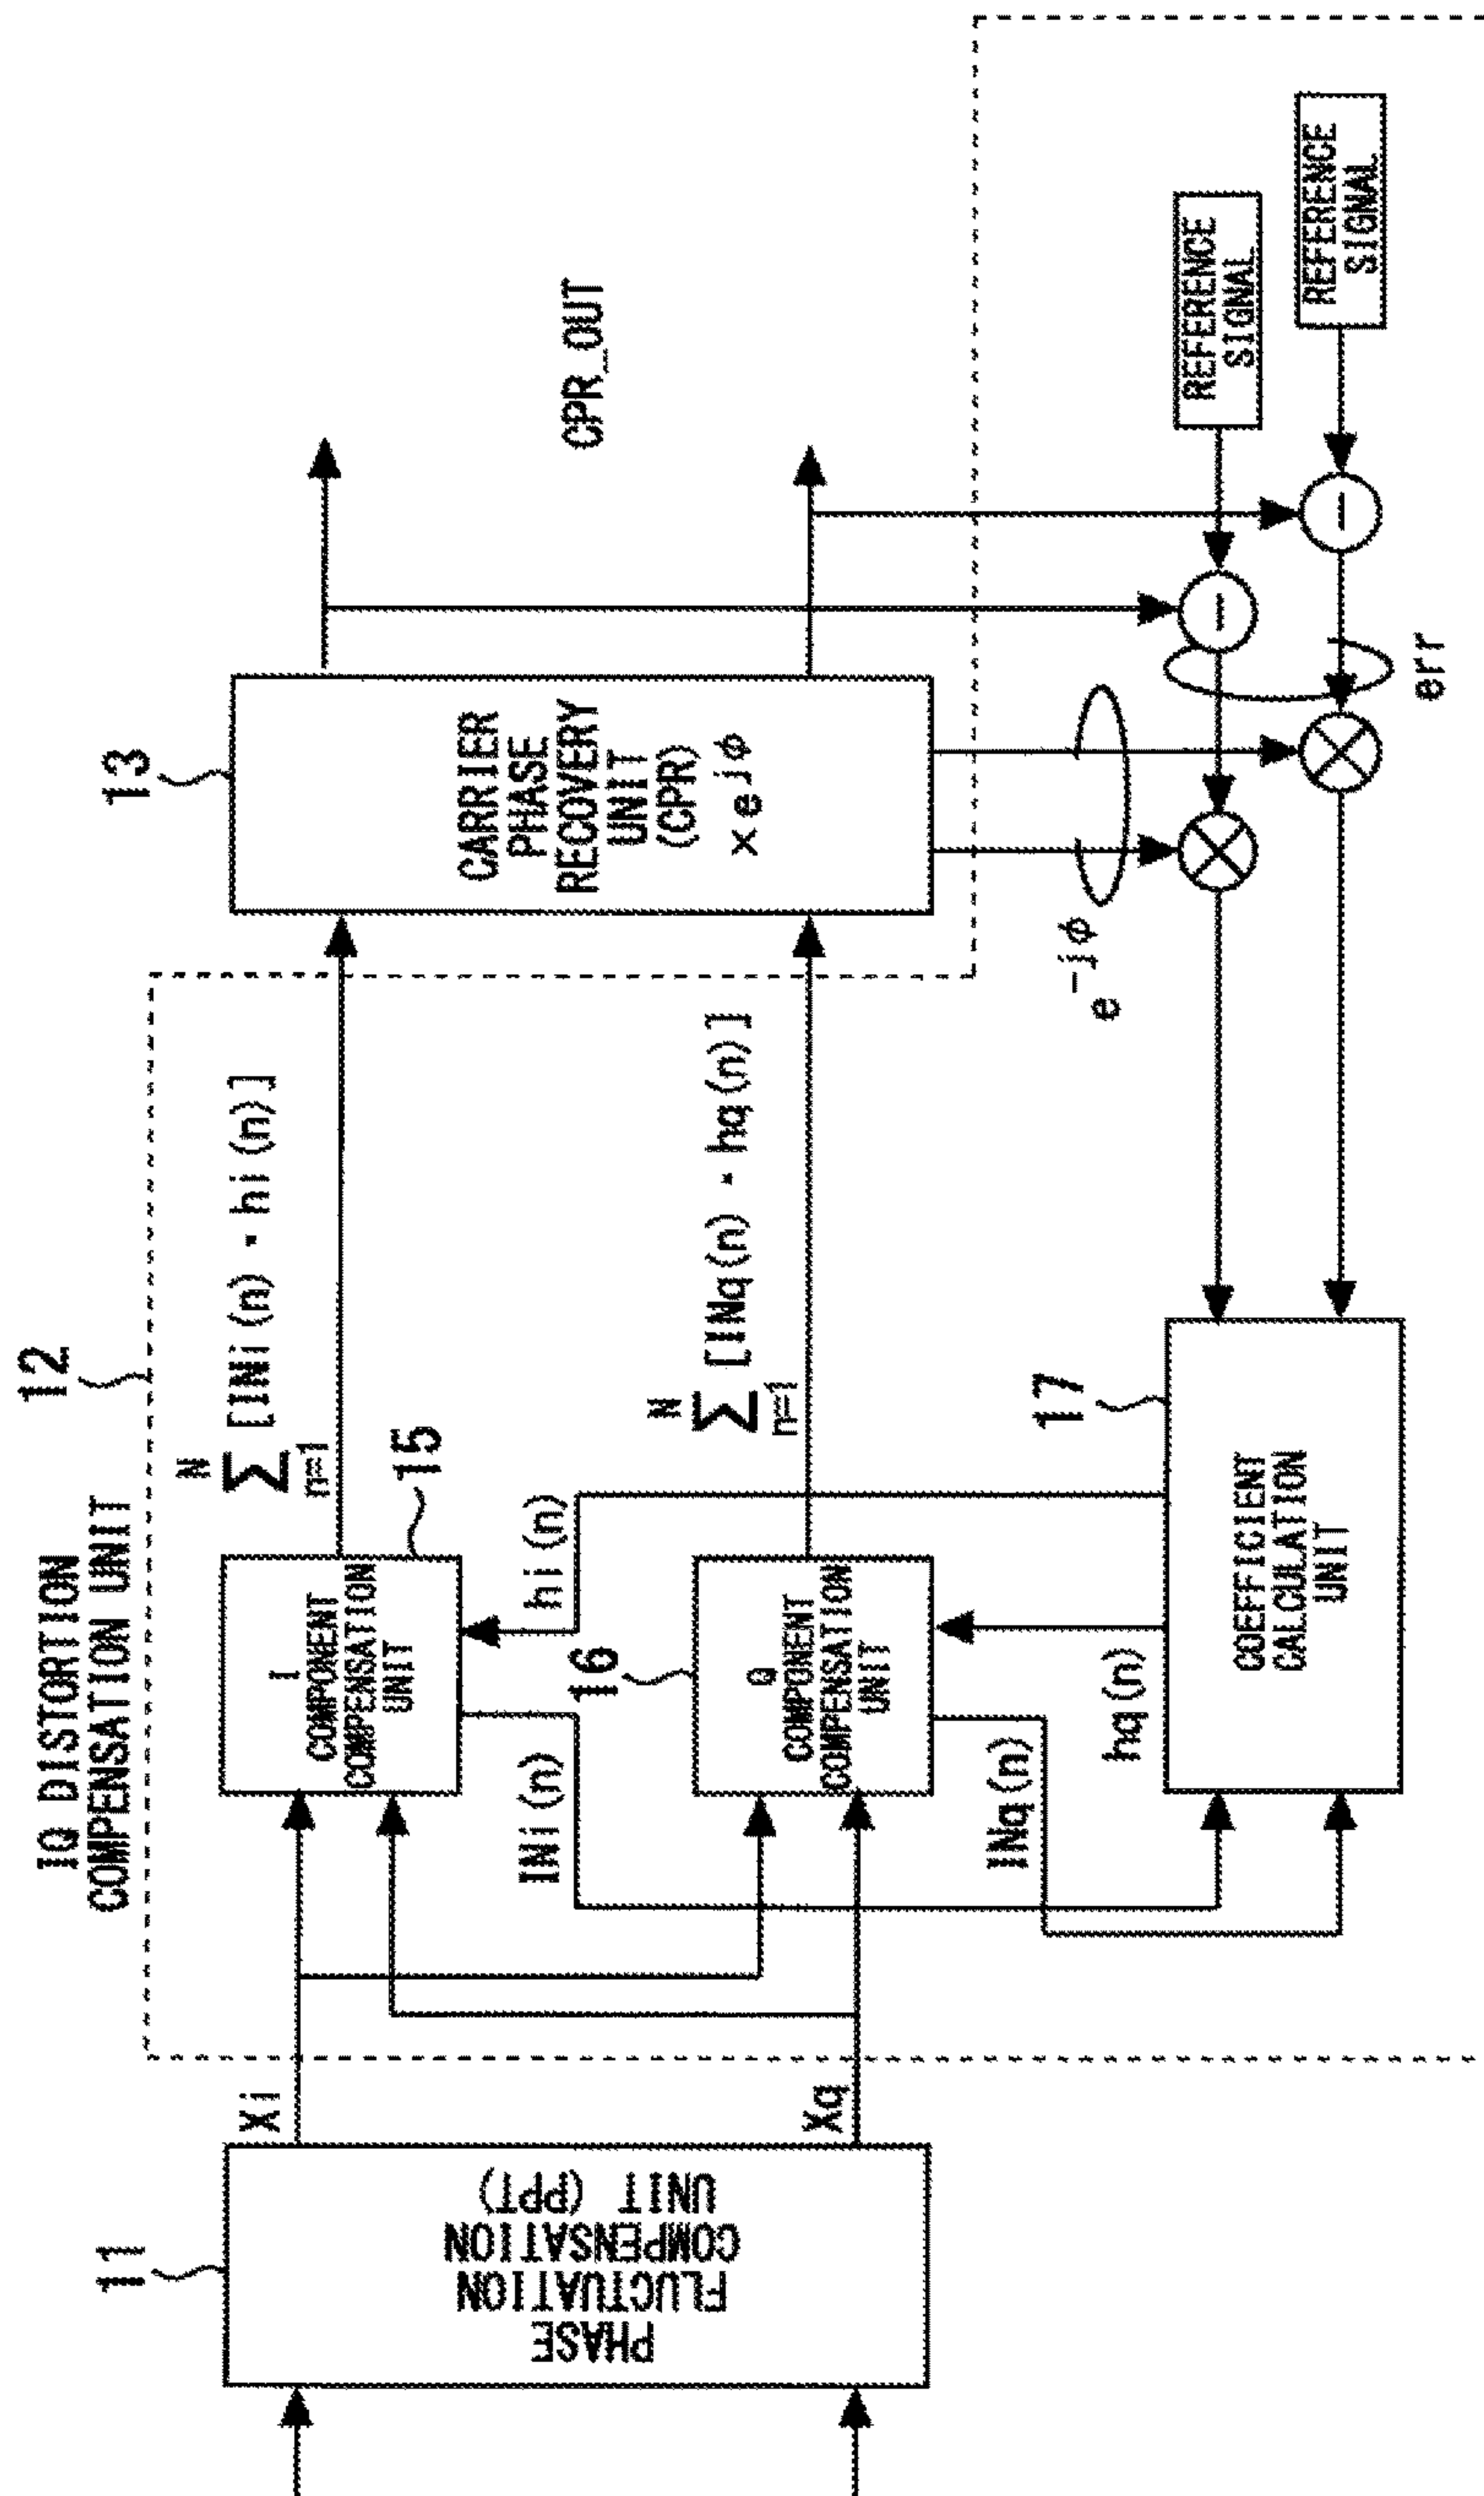 11
PHASE
FLUCTUATION
COMPENSATION
UNIT (PPT)
Xi
Xq
IQ DISTORTION
COMPENSATION UNIT
12
I
COMPONENT
COMPENSATION
UNIT
15
INi(n)
hi(n)
N
∑ [INi(n)・hi(n)]
n=1
16
Q
COMPONENT
COMPENSATION
UNIT
INq(n)
hq(n)
N
∑ [INq(n)・hq(n)]
n=1
17
COEFFICIENT
CALCULATION
UNIT
13
CARRIER
PHASE
RECOVERY
UNIT
(CPR)
×e^jφ
CPR_OUT
e^-jφ
err
−
−
REFERENCE
SIGNAL
REFERENCE
SIGNAL